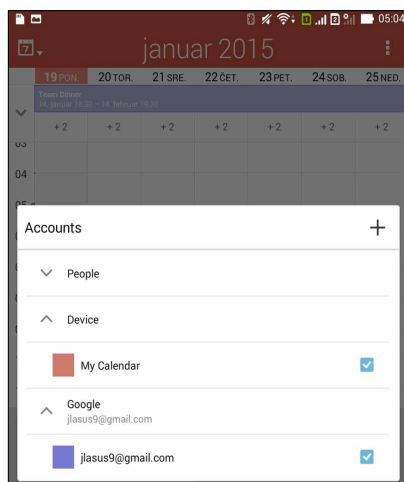 05:04
7
januar 2015
19 PON. 20 TOR. 21 SRE. 22 ČET. 23 PET. 24 SOB. 25 NED.
Team Dinner
14. januar 18:30 – 14. februar 19:30
+ 2 + 2 + 2 + 2 + 2 + 2 + 2
03
04
05
Accounts
People
Device
My Calendar
Google
jlasus9@gmail.com
jlasus9@gmail.com